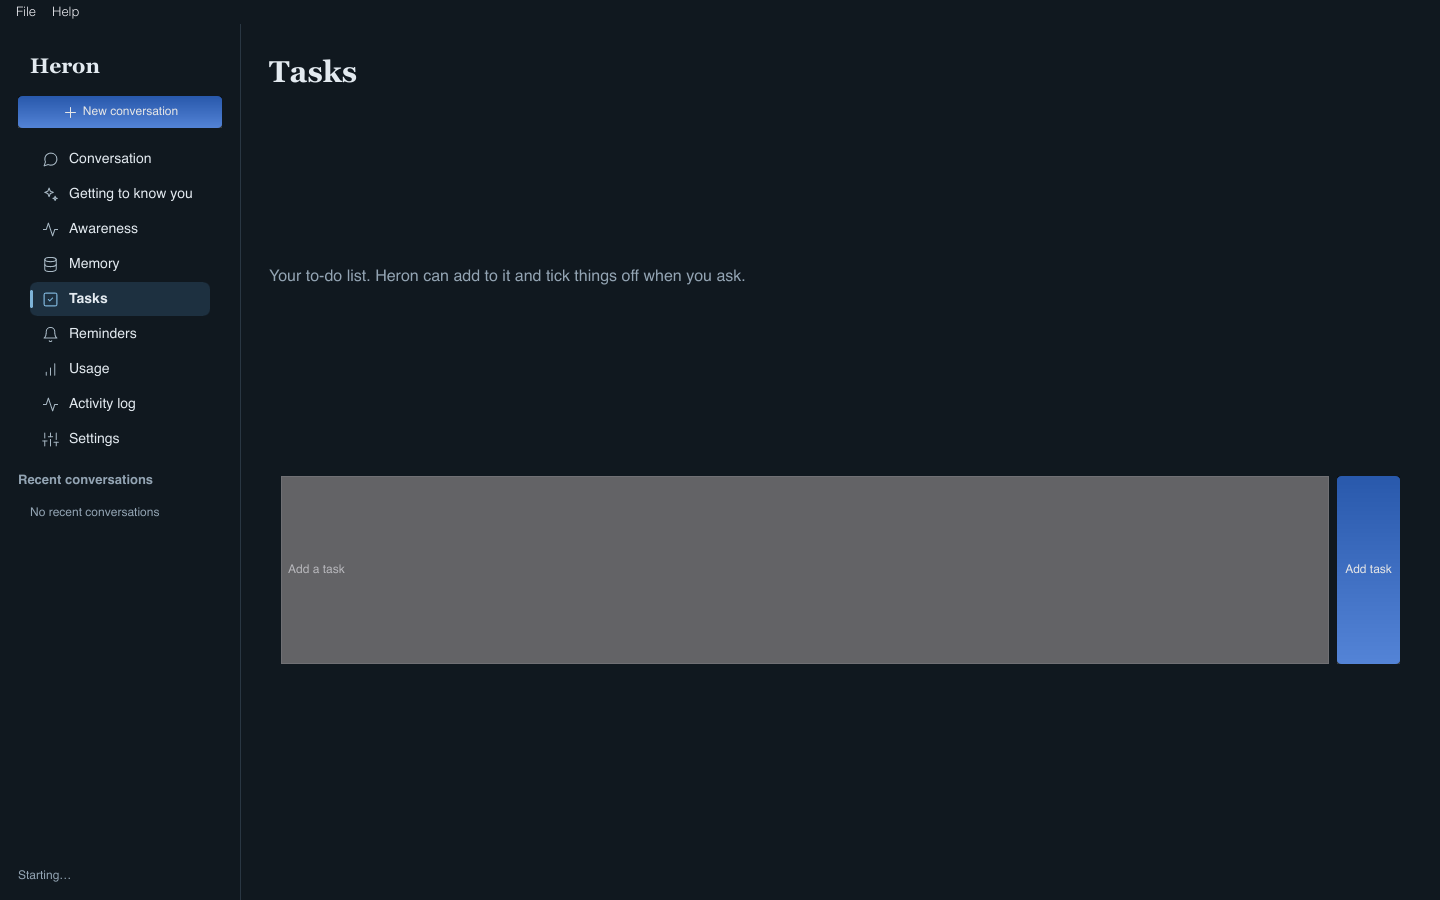 File Help
Heron
New conversation
Conversation
Getting to know you
Awareness
Memory
Tasks
Reminders
Usage
Activity log
Settings
Recent conversations
No recent conversations
Starting…
Tasks
Your to-do list. Heron can add to it and tick things off when you ask.
Add a task
Add task